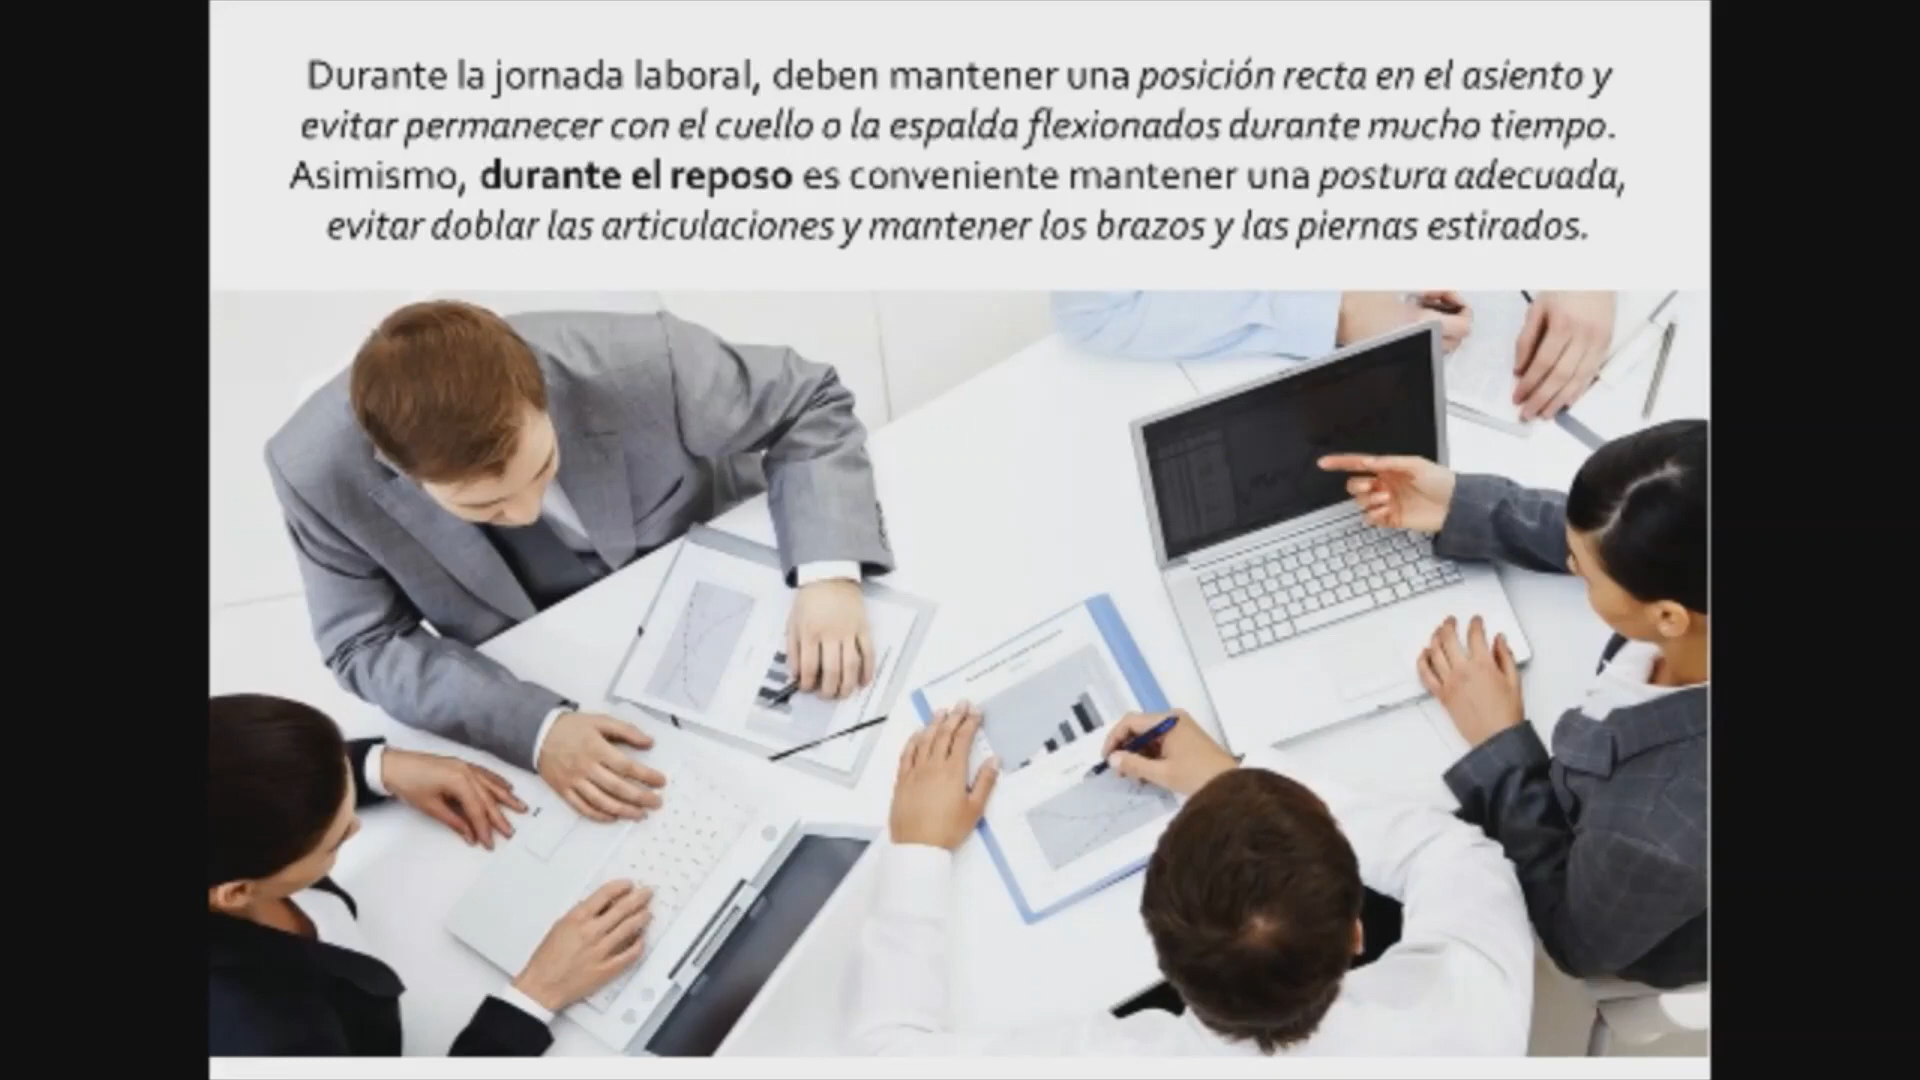 Durante la jornada laboral, deben mantener una posición recta en el asiento y
evitar permanecer con el cuello o la espalda flexionados durante mucho tiempo.
Asimismo, durante el reposo es conveniente mantener una postura adecuada,
evitar doblar las articulaciones y mantener los brazos y las piernas estirados.